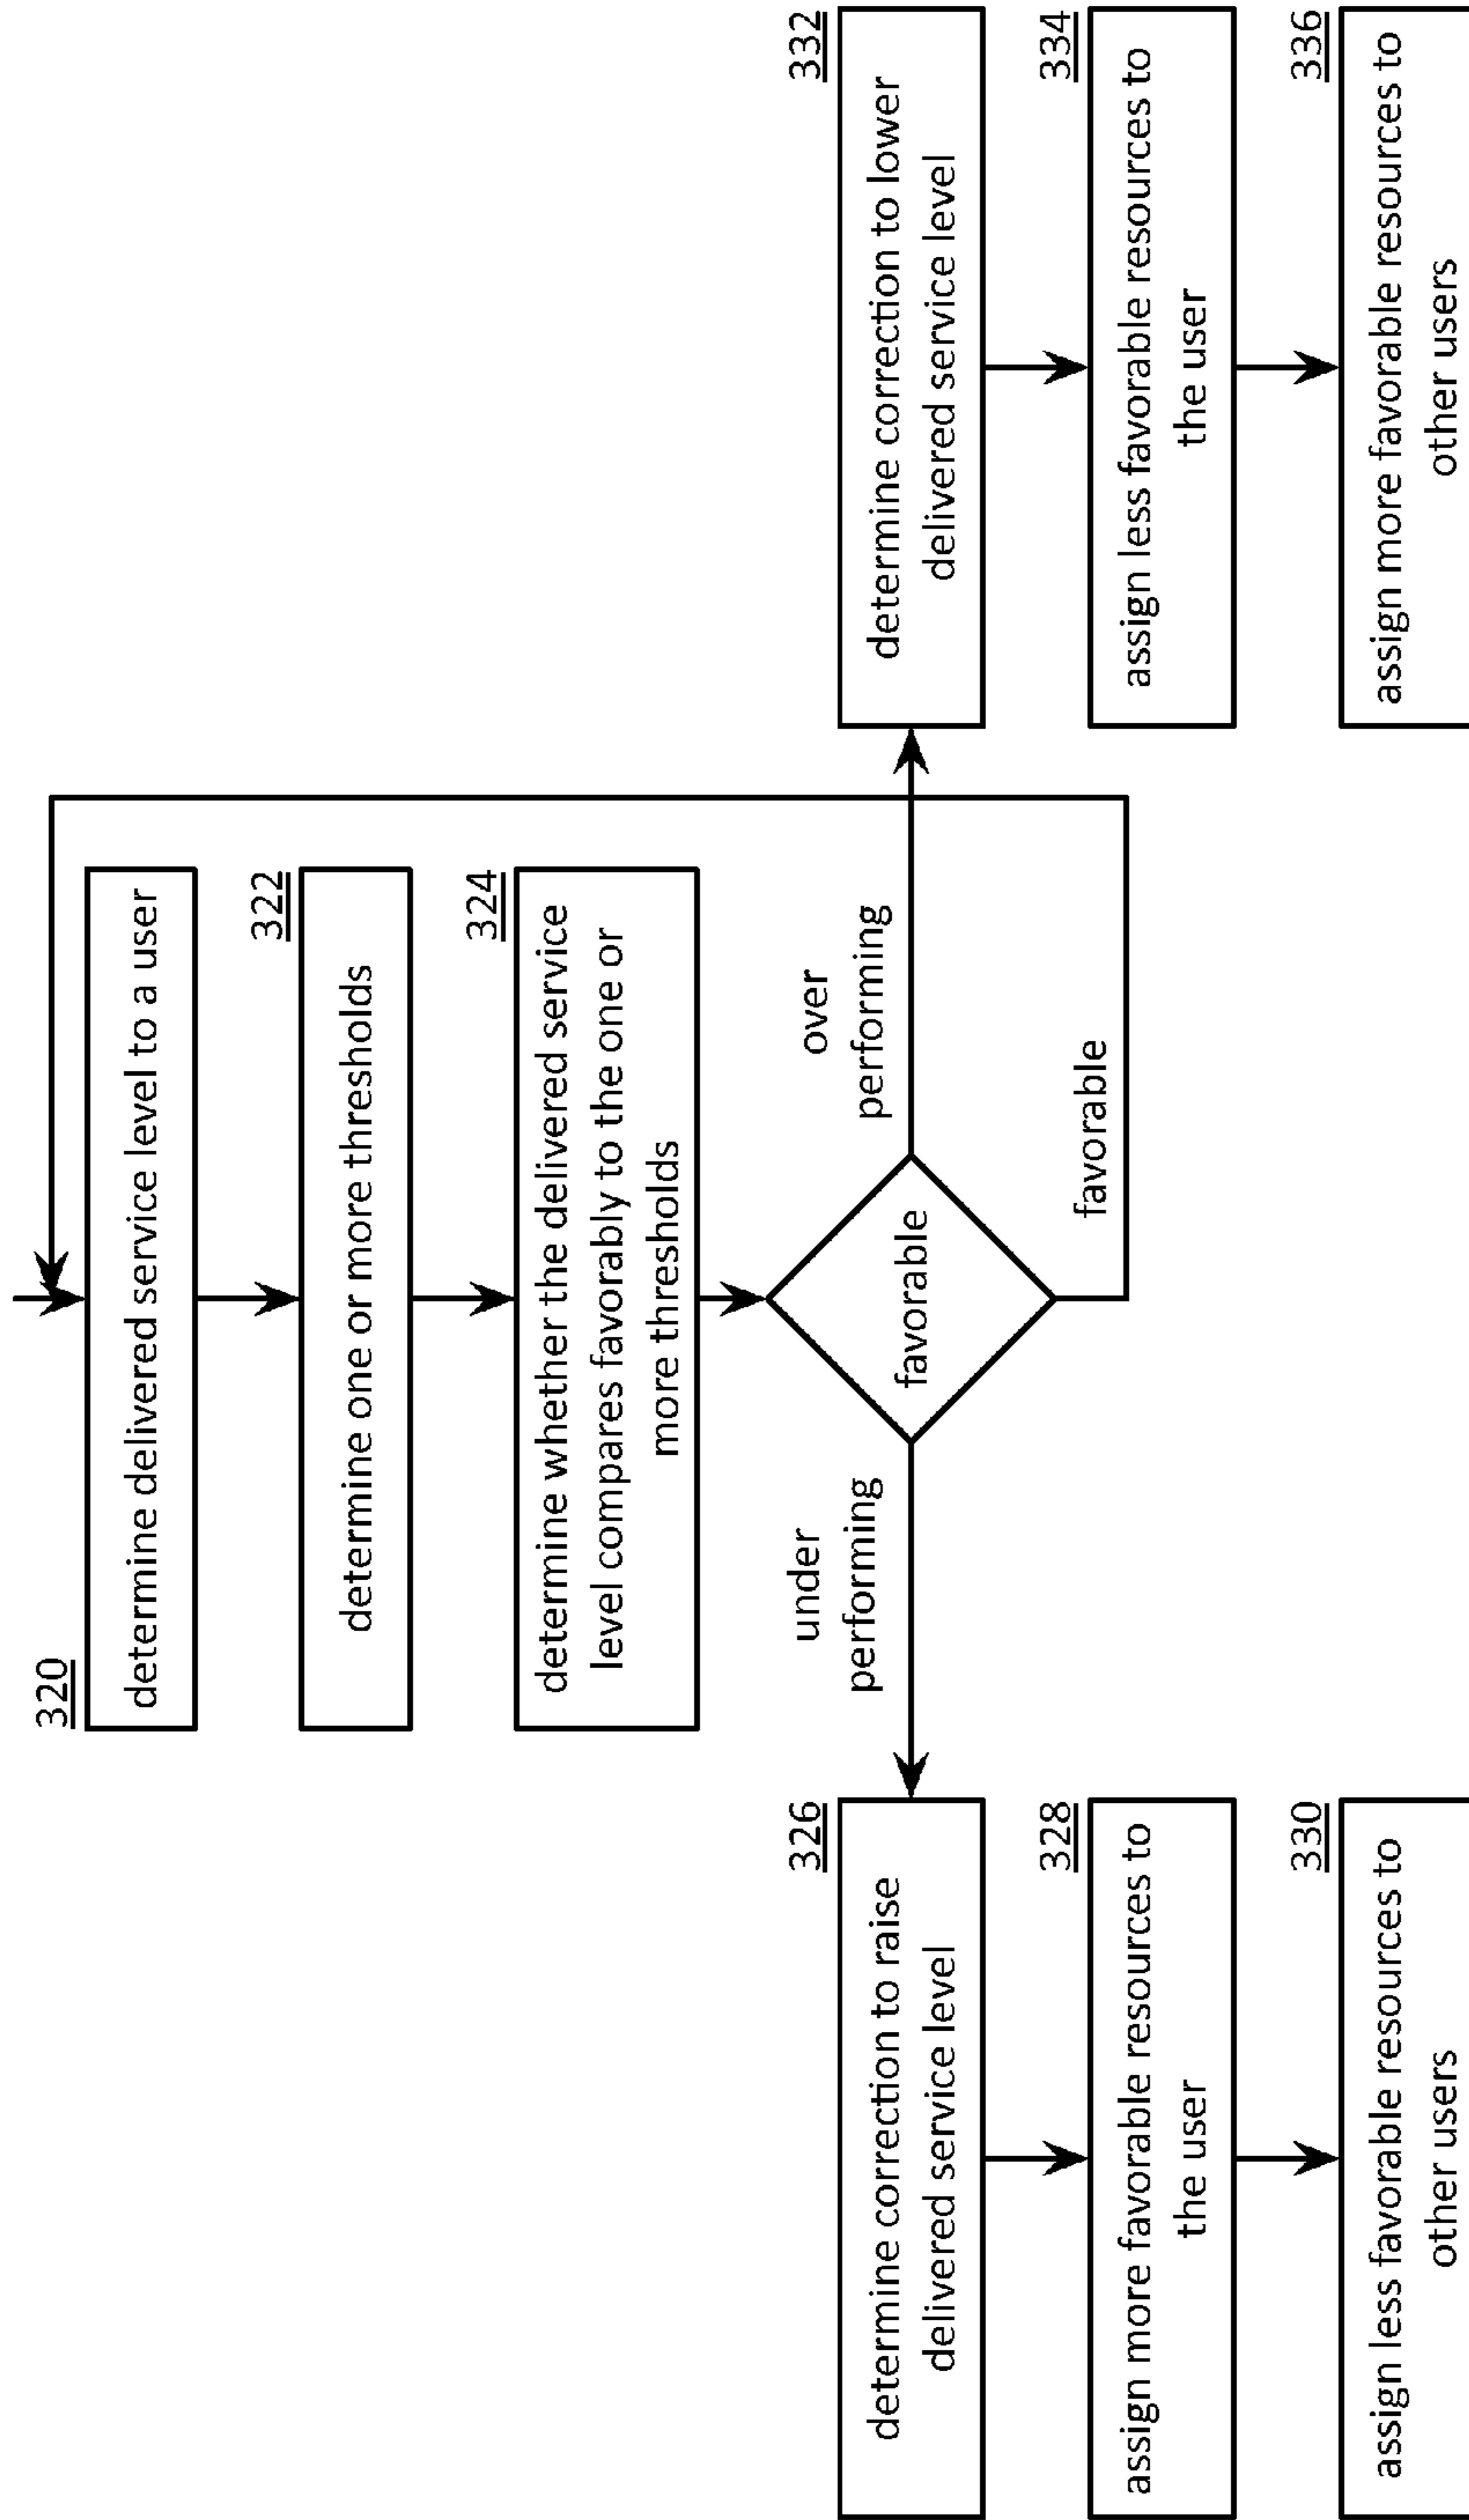 320
determine delivered service level to a user
322
determine one or more thresholds
324
determine whether the delivered service
level compares favorably to the one or
more thresholds
favorable
under
performing
over
performing
favorable
326
determine correction to raise
delivered service level
328
assign more favorable resources to
the user
330
assign less favorable resources to
other users
332
determine correction to lower
delivered service level
334
assign less favorable resources to
the user
336
assign more favorable resources to
other users